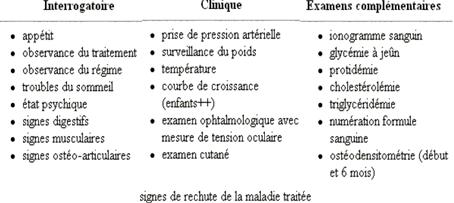 Interrogatoire
appétit
observance du traitement
observance du régime
troubles du sommeil
état psychique
signes digestifs
signes musculaires
signes ostéo-articulaires
Clinique
prise de pression artérielle
surveillance du poids
température
courbe de croissance
(enfants++)
examen ophtalmologique avec
mesure de tension oculaire
examen cutané
Examens complémentaires
ionogramme sanguin
glycémie à jeûn
protidémie
cholestérolémie
triglycéridémie
numération formule
sanguine
ostéodensitométrie (début
et 6 mois)
signes de rechute de la maladie traitée